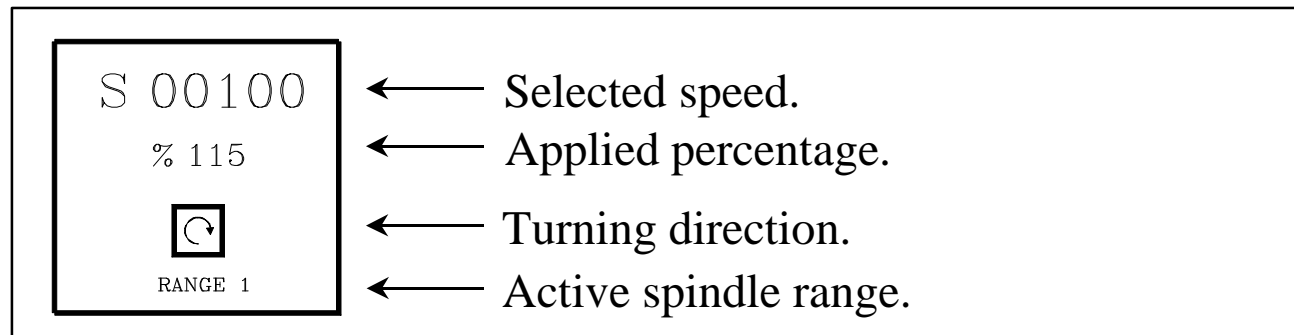 S 00100 Selected speed.
% 115 Applied percentage.
Turning direction.
RANGE 1 Active spindle range.